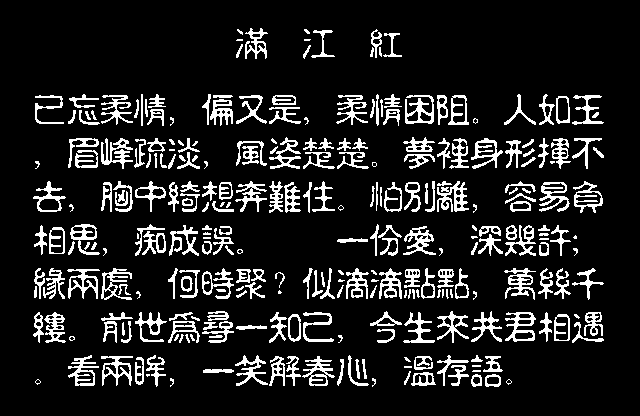 滿 江 紅
已忘柔情，偏又是，柔情困阻。人如玉
，眉峰疏淡，風姿楚楚。夢裡身形揮不
去，胸中綺想奔難住。怕別離，容易負
相思，痴成誤。　　一份愛，深幾許；
緣兩處，何時聚？似滴滴點點，萬絲千
縷。前世為尋一知己，今生來共君相遇
。看兩眸，一笑解春心，溫存語。